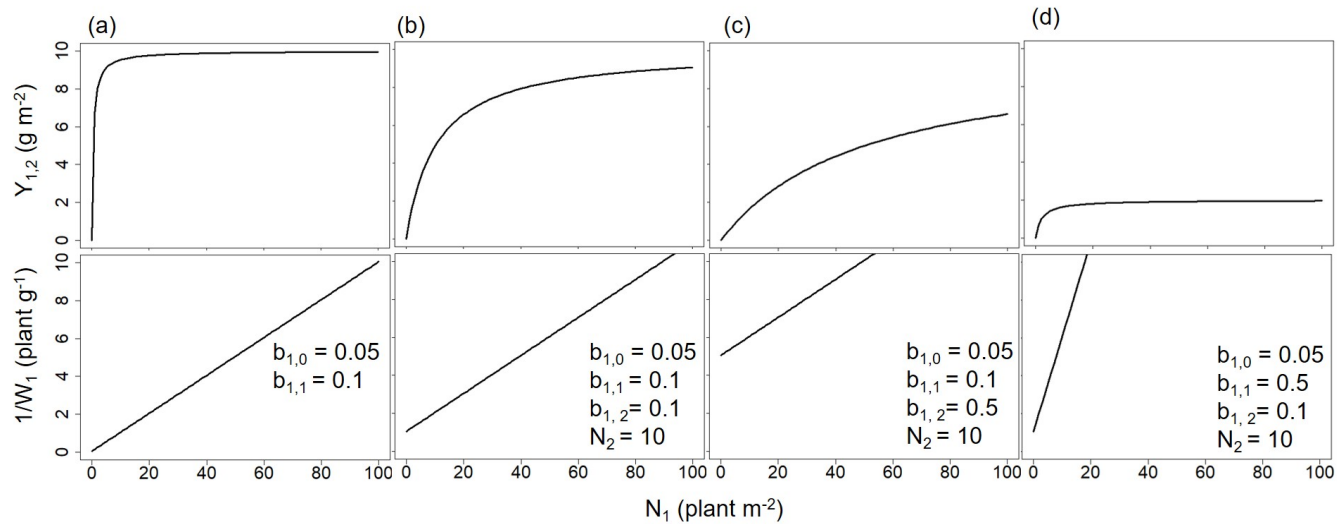 (a) (b) (c) (d)
Y1,2 (g m-2)
10
8
6
4
2
0
1/W1 (plant g-1)
10
8
6
4
2
0
b1,0 = 0.05
b1,1 = 0.1
b1,0 = 0.05
b1,1 = 0.1
b1, 2= 0.1
N2 = 10
b1,0 = 0.05
b1,1 = 0.1
b1, 2= 0.5
N2 = 10
b1,0 = 0.05
b1,1 = 0.5
b1, 2= 0.1
N2 = 10
0 20 40 60 80 100 0 20 40 60 80 100 0 20 40 60 80 100 0 20 40 60 80 100
N1 (plant m-2)